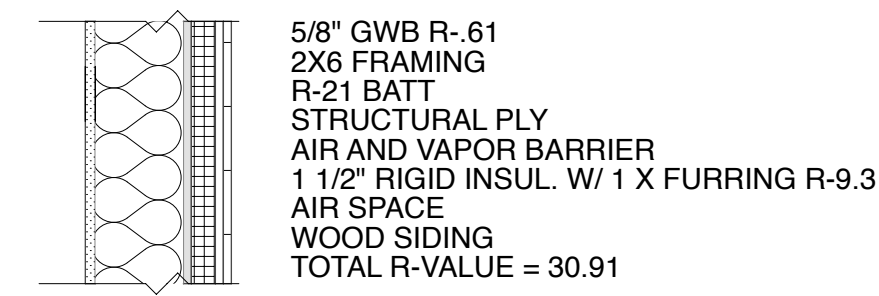 5/8" GWB R-.61
2X6 FRAMING
R-21 BATT
STRUCTURAL PLY
AIR AND VAPOR BARRIER
1 1/2" RIGID INSUL. W/ 1 X FURRING R-9.3
AIR SPACE
WOOD SIDING
TOTAL R-VALUE = 30.91